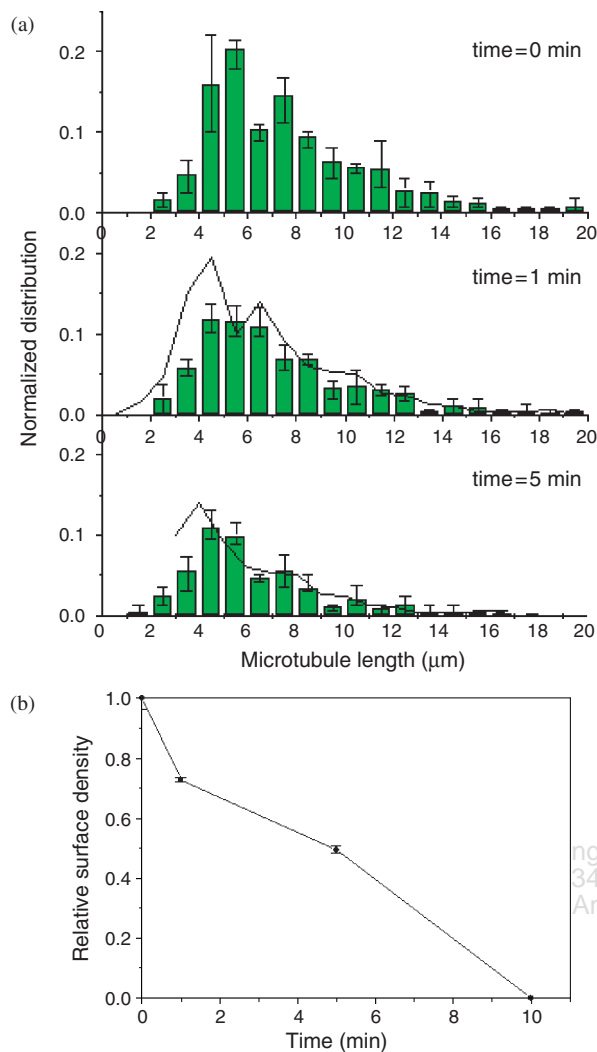 (a)
0.2
0.1
0.0
time=0 min
2 4 6 8 10 12 14 16 18 20
Normalized distribution
0.2
0.1
0.0
time=1 min
0 2 4 6 8 10 12 14 16 18 20
0.2
0.1
0.0
time=5 min
0 2 4 6 8 10 12 14 16 18 20
Microtubule length (μm)
(b)
1.0
0.8
0.6
0.4
0.2
0.0
Relative surface density
0 2 4 6 8 10
Time (min)
ng
34
Ar